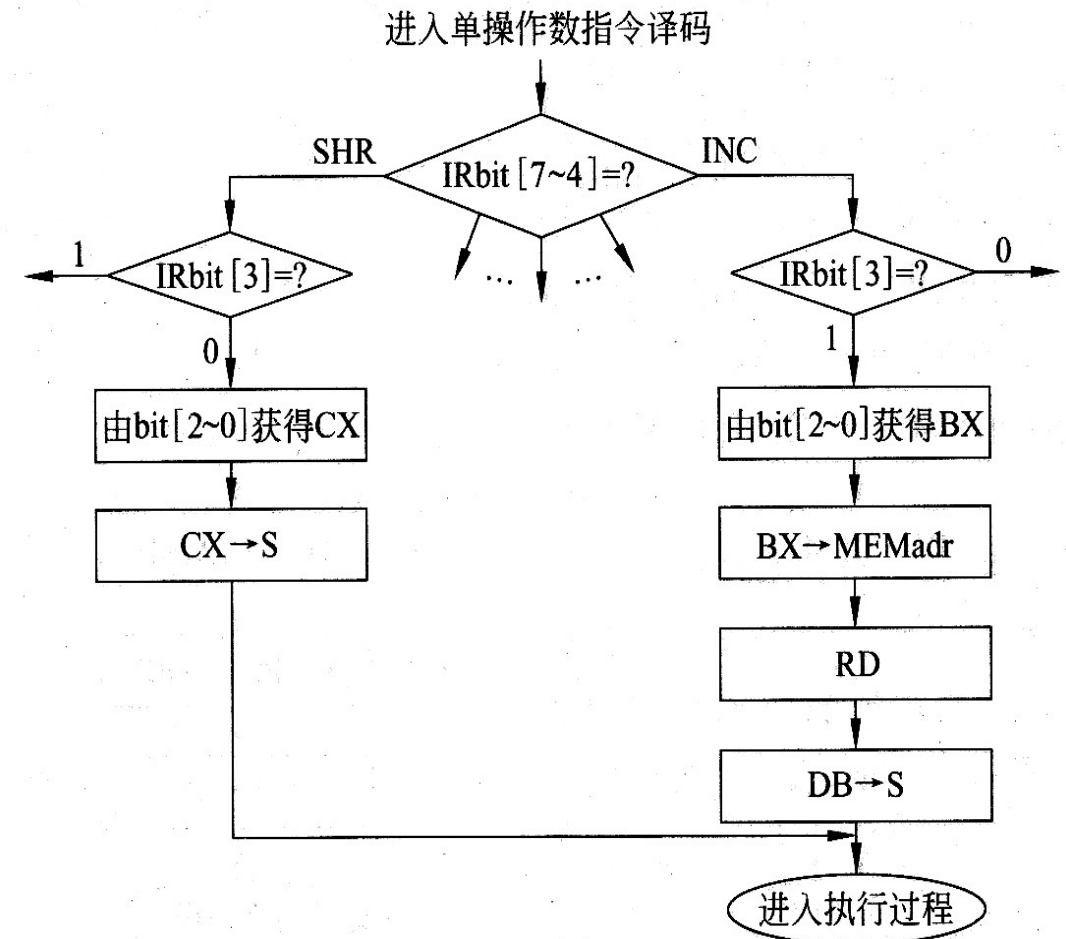 进入单操作数指令译码
SHR
IRbit[7~4]=?
INC
1
IRbit[3]=?
… …
IRbit[3]=?
0
0
1
由bit[2~0]获得CX
由bit[2~0]获得BX
CX→S
BX→MEMadr
RD
DB→S
进入执行过程